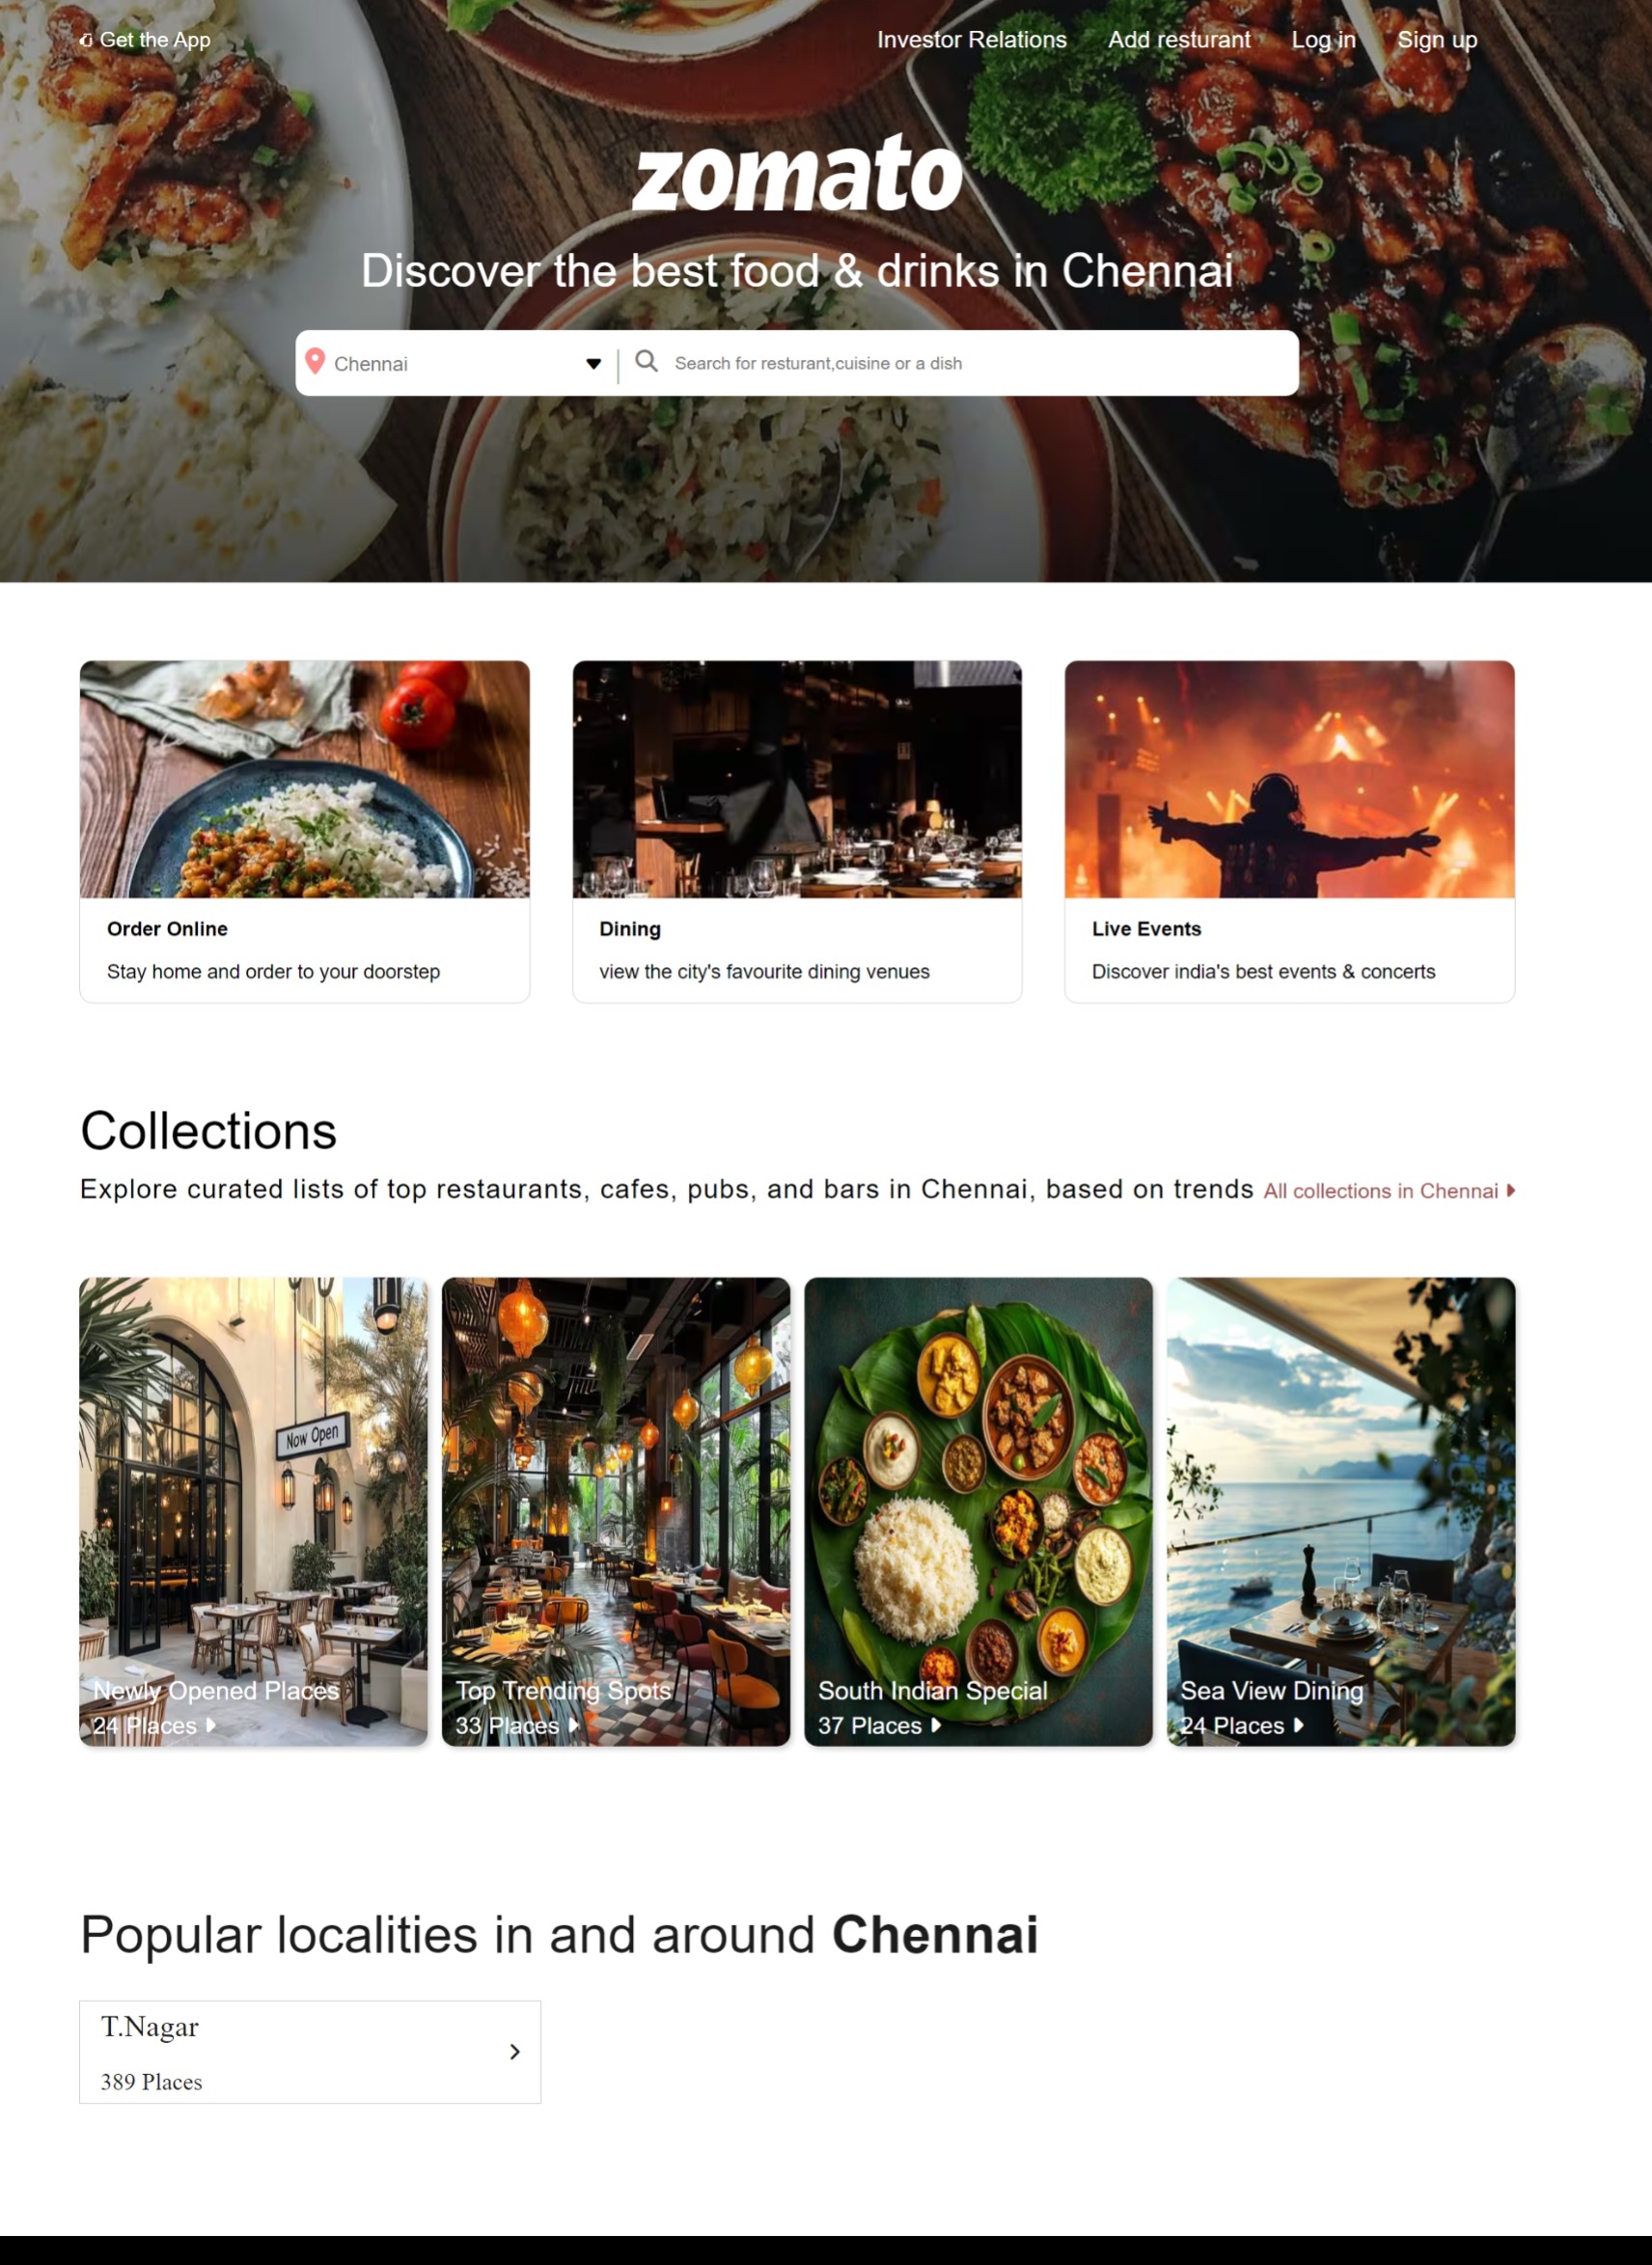 Get the App
Investor Relations Add resturant Log in Sign up
zomato
Discover the best food & drinks in Chennai
Chennai Search for resturant,cuisine or a dish
Order Online
Stay home and order to your doorstep
Dining
view the city's favourite dining venues
Live Events
Discover india's best events & concerts
Collections
Explore curated lists of top restaurants, cafes, pubs, and bars in Chennai, based on trends All collections in Chennai
Now Open
Newly Opened Places
24 Places
Top Trending Spots
33 Places
South Indian Special
37 Places
Sea View Dining
24 Places
Popular localities in and around Chennai
T.Nagar
389 Places